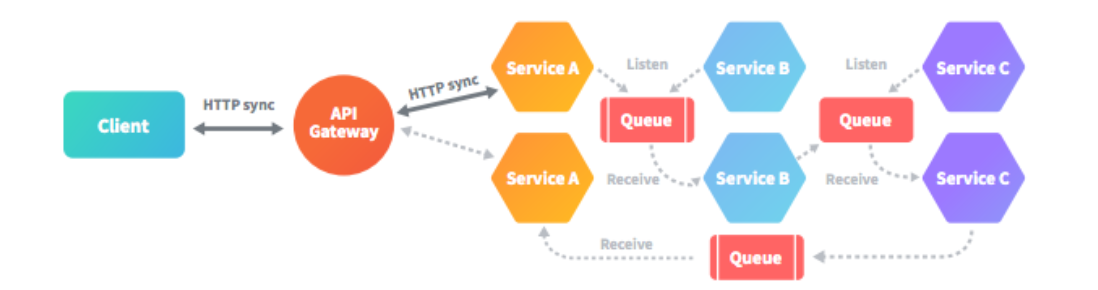 Client
HTTP sync
API
Gateway
HTTP sync
Service A
Listen
Service B
Listen
Service C
Queue
Queue
Service A
Receive
Service B
Receive
Service C
Receive
Queue